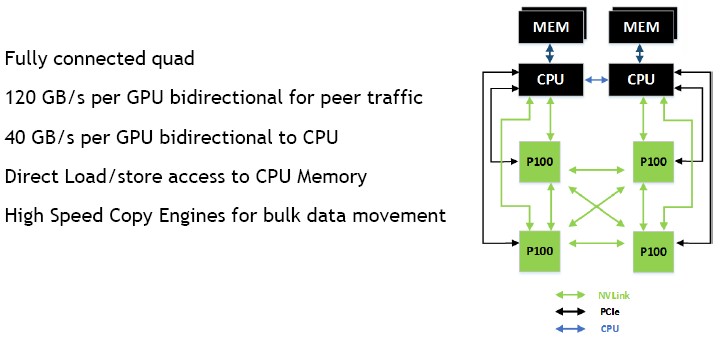 Fully connected quad
120 GB/s per GPU bidirectional for peer traffic
40 GB/s per GPU bidirectional to CPU
Direct Load/store access to CPU Memory
High Speed Copy Engines for bulk data movement
MEM MEM
CPU CPU
P100 P100
P100 P100
NVLink
PCIe
CPU